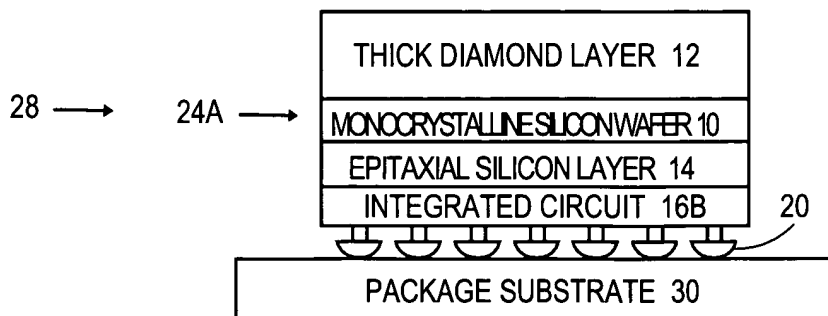 THICK DIAMOND LAYER 12
28
24A
MONOCRYSTALLINE SILICON WAFER 10
EPITAXIAL SILICON LAYER 14
INTEGRATED CIRCUIT 16B
20
PACKAGE SUBSTRATE 30